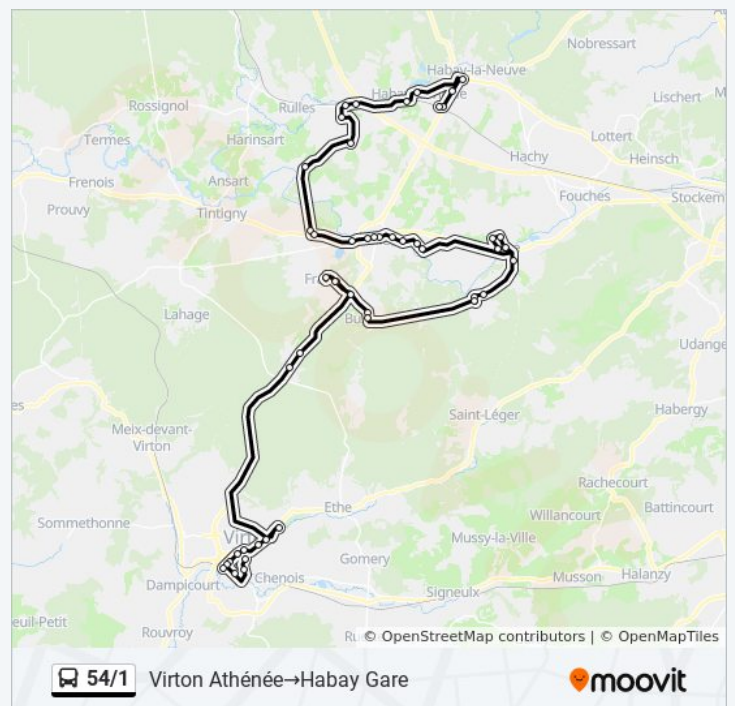 Nobressart
Habay-la-Neuve
Rossignol
Rulles
Lischert
Termes
Harinsart
Lottert
Hachy
Heinsch
Frenois
Ansart
Fouches
Stockem
Prouvy
Tintigny
Lahage
Udange
Saint-Léger
Habergy
Meix-devant-
Virton
Rachecourt
Ethe
Willancourt
Battincourt
Sommethonne
Mussy-la-Ville
Gomery
Dampicourt
Chenois
Musson
Halanzy
Signeulx
Rouvroy
© OpenStreetMap contributors | © OpenMapTiles
54/1 Virton Athénée→Habay Gare
moovit